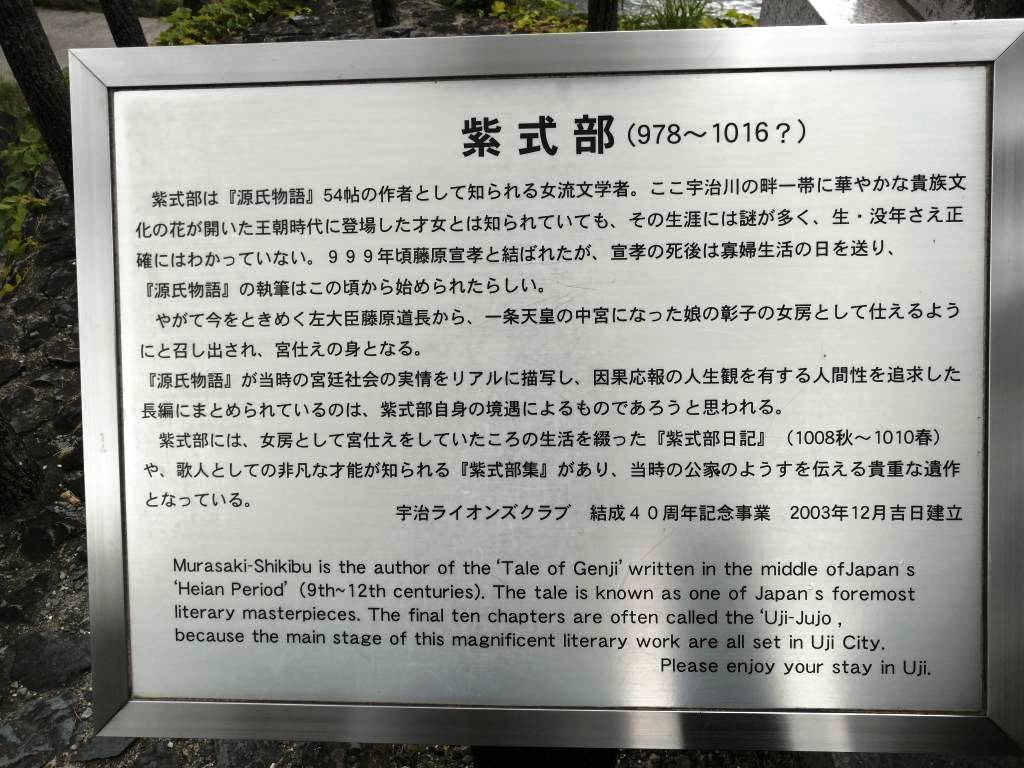 紫式部(978～1016?)
紫式部は『源氏物語』54帖の作者として知られる女流文学者。ここ宇治川の畔一帯に華やかな貴族文
化の花が開いた王朝時代に登場した才女とは知られていても、その生涯には謎が多く、生・没年さえ正
確にはわかっていない。999年頃藤原宣孝と結ばれたが、宣孝の死後は寡婦生活の日を送り、
『源氏物語』の執筆はこの頃から始められたらしい。
やがて今をときめく左大臣藤原道長から、一条天皇の中宮になった娘の彰子の女房として仕えるよう
にと召し出され、宮仕えの身となる。
『源氏物語』が当時の宮廷社会の実情をリアルに描写し、因果応報の人生観を有する人間性を追求した
長編にまとめられているのは、紫式部自身の境遇によるものであろうと思われる。
紫式部には、女房として宮仕えをしていたころの生活を綴った『紫式部日記』(1008秋～1010春)
や、歌人としての非凡な才能が知られる『紫式部集』があり、当時の公家のようすを伝える貴重な遺作
となっている。
宇治ライオンズクラブ 結成40周年記念事業 2003年12月吉日建立
Murasaki-Shikibu is the author of the 'Tale of Genji' written in the middle ofJapan s
'Heian Period' (9th~12th centuries). The tale is known as one of Japan s foremost
literary masterpieces. The final ten chapters are often called the 'Uji-Jujo ,
because the main stage of this magnificent literary work are all set in Uji City.
Please enjoy your stay in Uji.